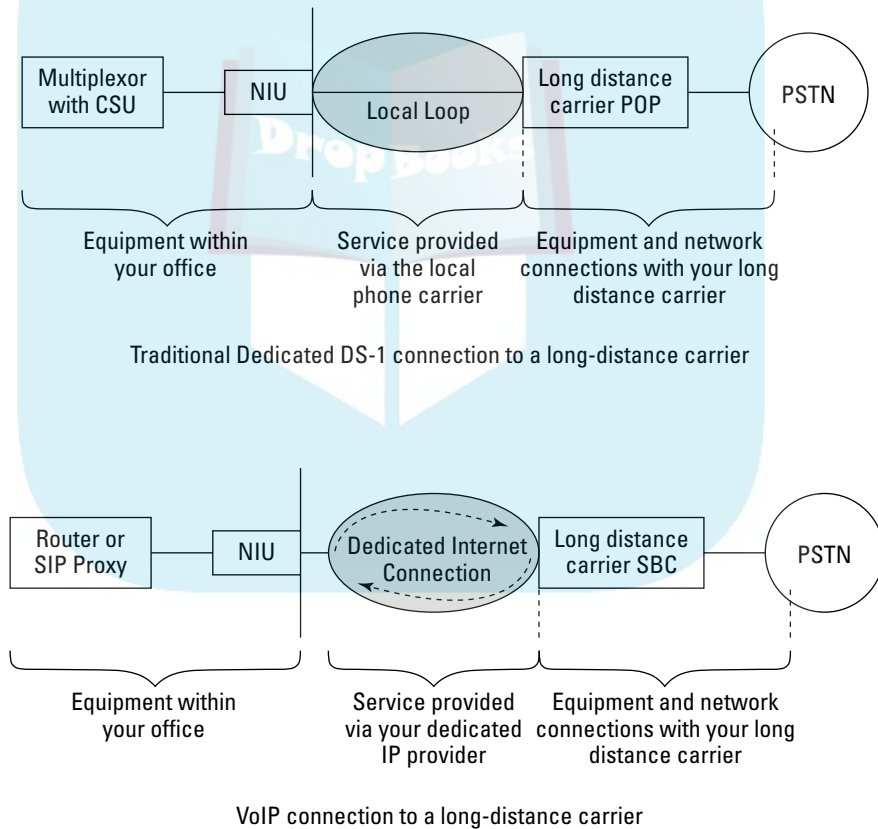 Multiplexor
with CSU
NIU
Local Loop
Long distance
carrier POP
PSTN
Drop Books
Equipment within
your office
Service provided
via the local
phone carrier
Equipment and network
connections with your long
distance carrier
Traditional Dedicated DS-1 connection to a long-distance carrier
Router or
SIP Proxy
NIU
Dedicated Internet
Connection
Long distance
carrier SBC
PSTN
Equipment within
your office
Service provided
via your dedicated
IP provider
Equipment and network
connections with your long
distance carrier
VoIP connection to a long-distance carrier